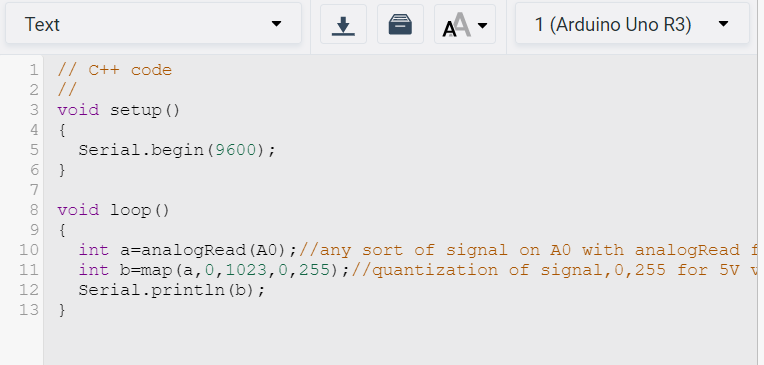 Text
1 (Arduino Uno R3)
1 // C++ code
2 //
3 void setup()
4 {
5   Serial.begin(9600);
6 }
7
8 void loop()
9 {
10   int a=analogRead(A0);//any sort of signal on A0 with analogRead
11   int b=map(a,0,1023,0,255);//quantization of signal,0,255 for 5V
12   Serial.println(b);
13 }